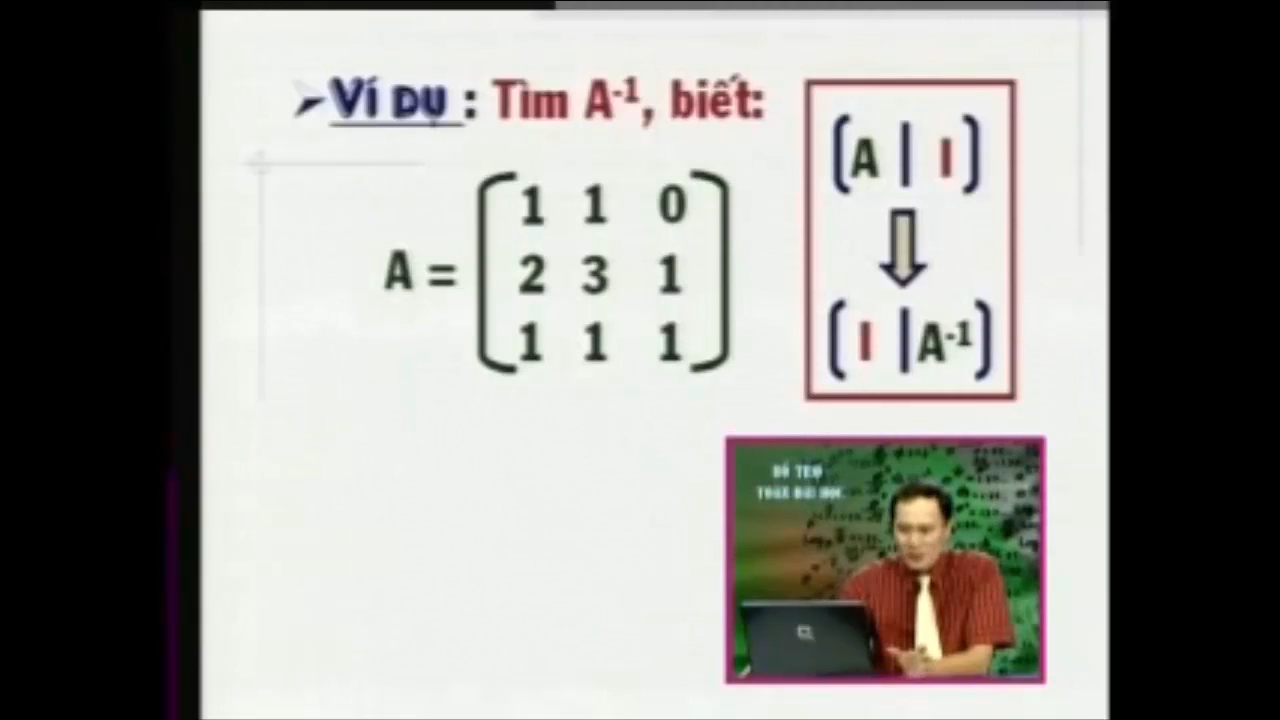 Ví dụ : Tìm A-1, biết:
A =
1 1 0
2 3 1
1 1 1
(A | I)
(I |A-1)